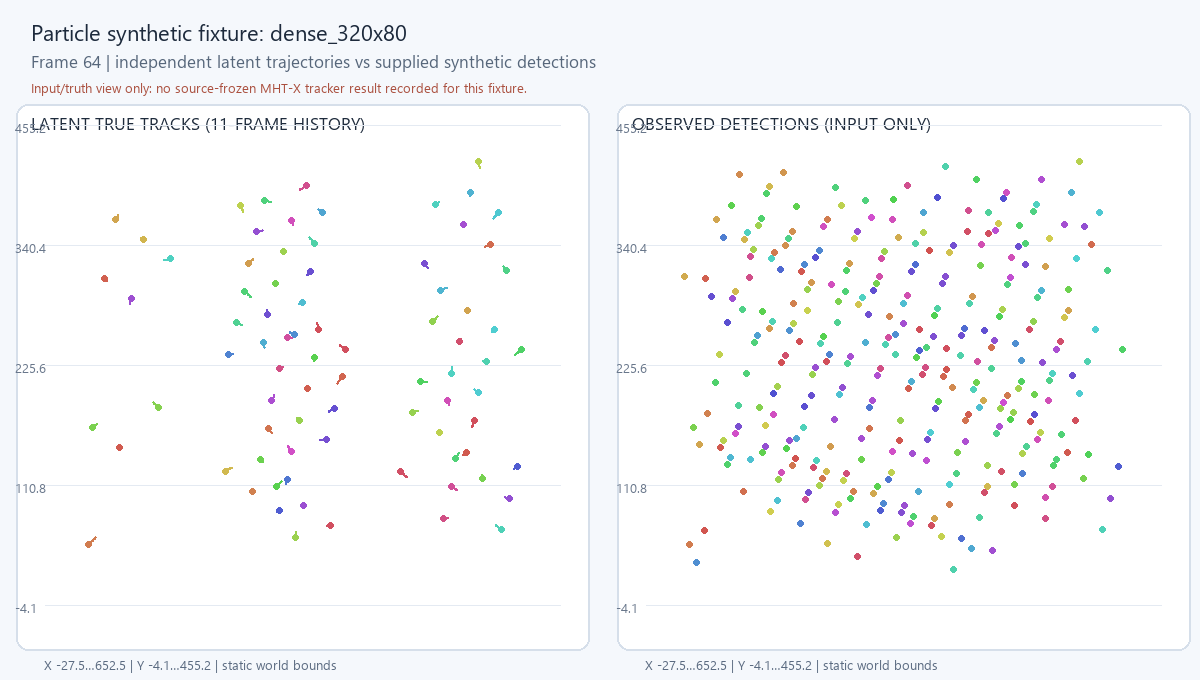 Particle synthetic fixture: dense_320x80
Frame 64 | independent latent trajectories vs supplied synthetic detections
Input/truth view only: no source-frozen MHT-X tracker result recorded for this fixture.
LATENT TRUE TRACKS (11-FRAME HISTORY)
455.2
340.4
225.6
110.8
-4.1
X -27.5...652.5 | Y -4.1...455.2 | static world bounds
OBSERVED DETECTIONS (INPUT ONLY)
455.2
340.4
225.6
110.8
-4.1
X -27.5...652.5 | Y -4.1...455.2 | static world bounds